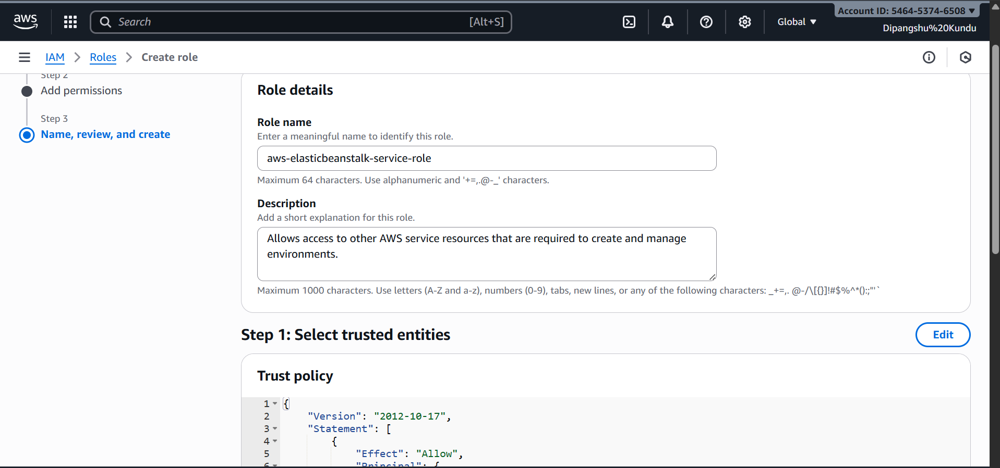 aws
Search
[Alt+S]
Global
Account ID: 5464-5374-6508
Dipangshu%20Kundu
IAM
Roles
Create role
Step 2
Add permissions
Step 3
Name, review, and create
Role details
Role name
Enter a meaningful name to identify this role.
aws-elasticbeanstalk-service-role
Maximum 64 characters. Use alphanumeric and '+=,.@-_' characters.
Description
Add a short explanation for this role.
Allows access to other AWS service resources that are required to create and manage
environments.
Maximum 1000 characters. Use letters (A-Z and a-z), numbers (0-9), tabs, new lines, or any of the following characters: _+=,. @-/\[{}]!#$%^*():;"'`
Step 1: Select trusted entities
Edit
Trust policy
1 {
2 "Version": "2012-10-17",
3 "Statement": [
4 {
5 "Effect": "Allow",
6 "Principal": {